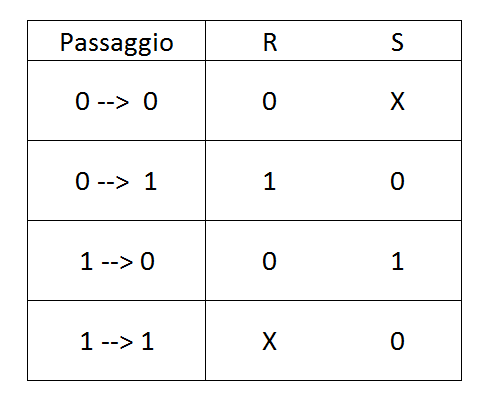 Passaggio R S
0 --> 0 0 X
0 --> 1 1 0
1 --> 0 0 1
1 --> 1 X 0